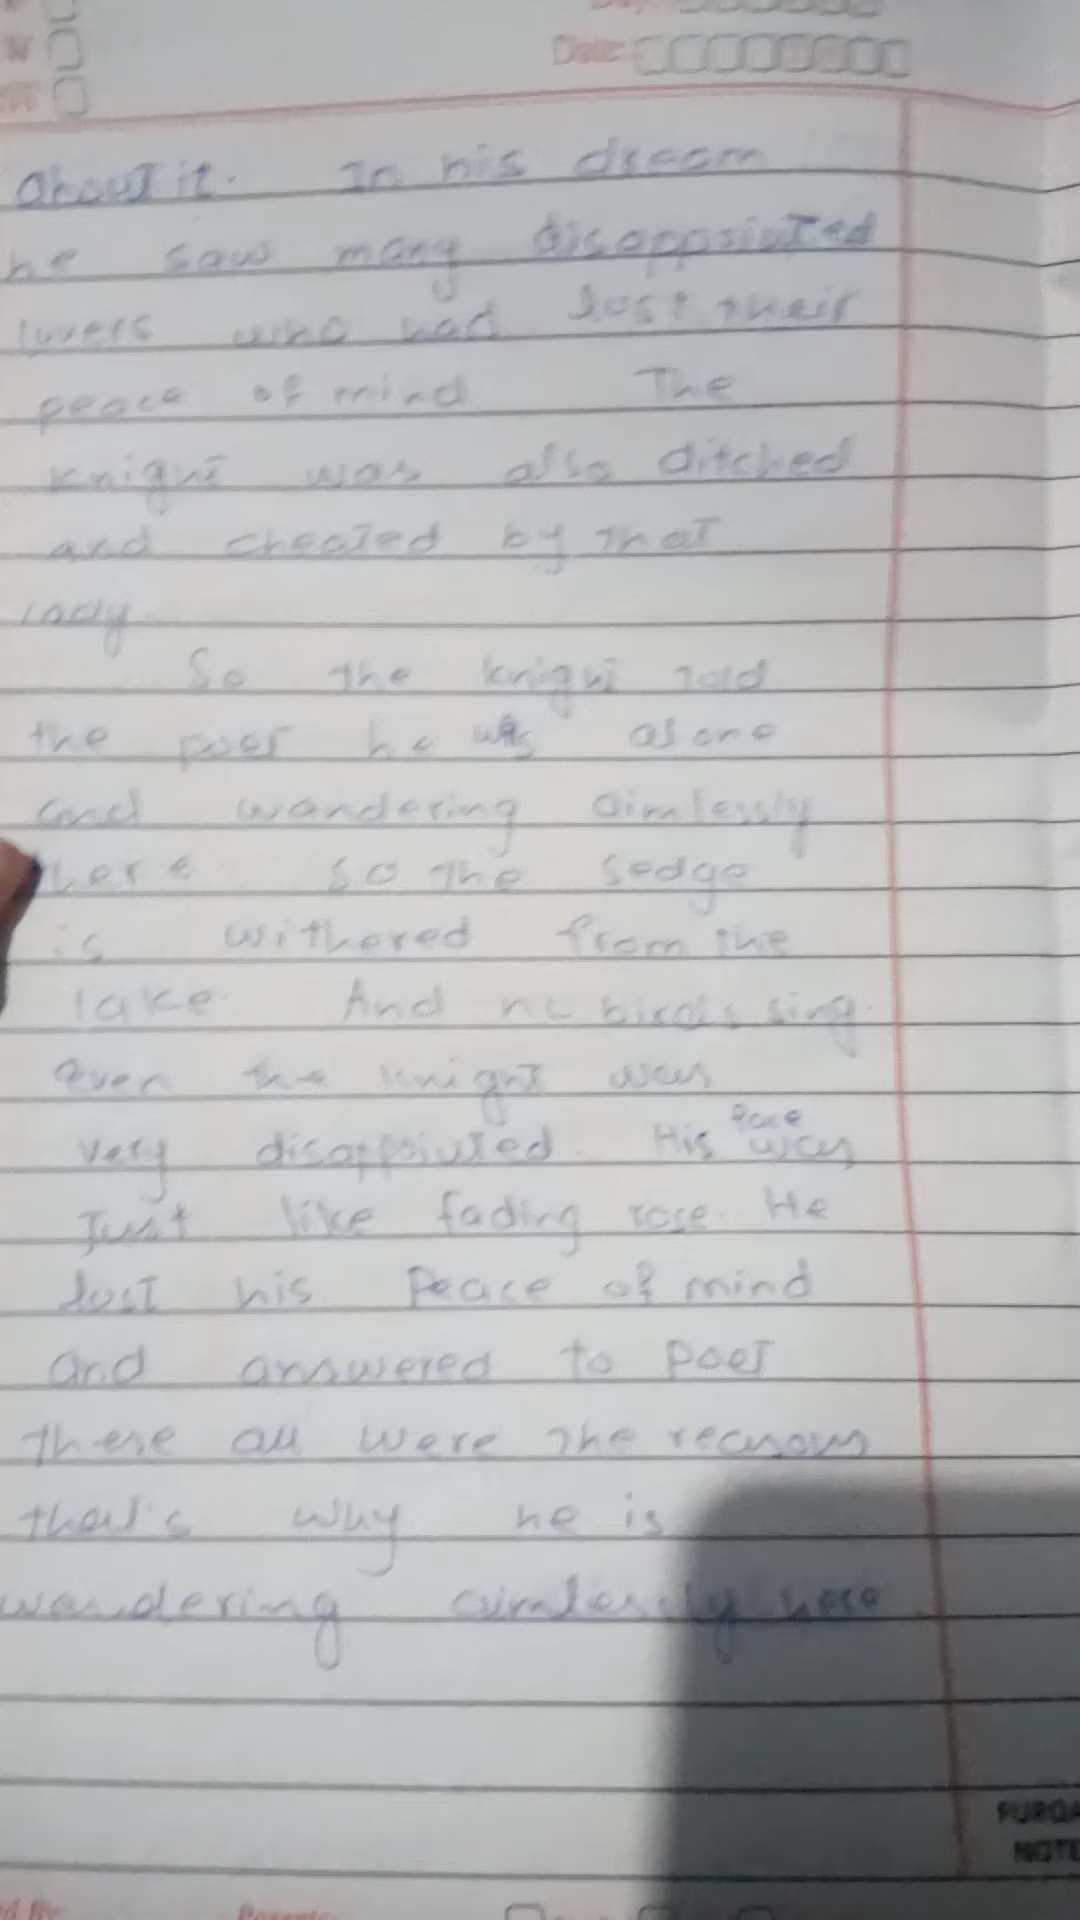 Date:
about it. In his dream
he saw many disappointed
lovers who had lost their
peace of mind The
knight was also ditched
and cheated by that
lady.
So the knight told
the poet he was alone
and wandering aimlessly
here so the sedge
is withered from the
lake. And no birds sing.
Even the knight was
very disappointed. His face was
Just like fading rose. He
lost his Peace of mind
and answered to poet
these all were the reasons
that's why he is
wandering aimlessly here.